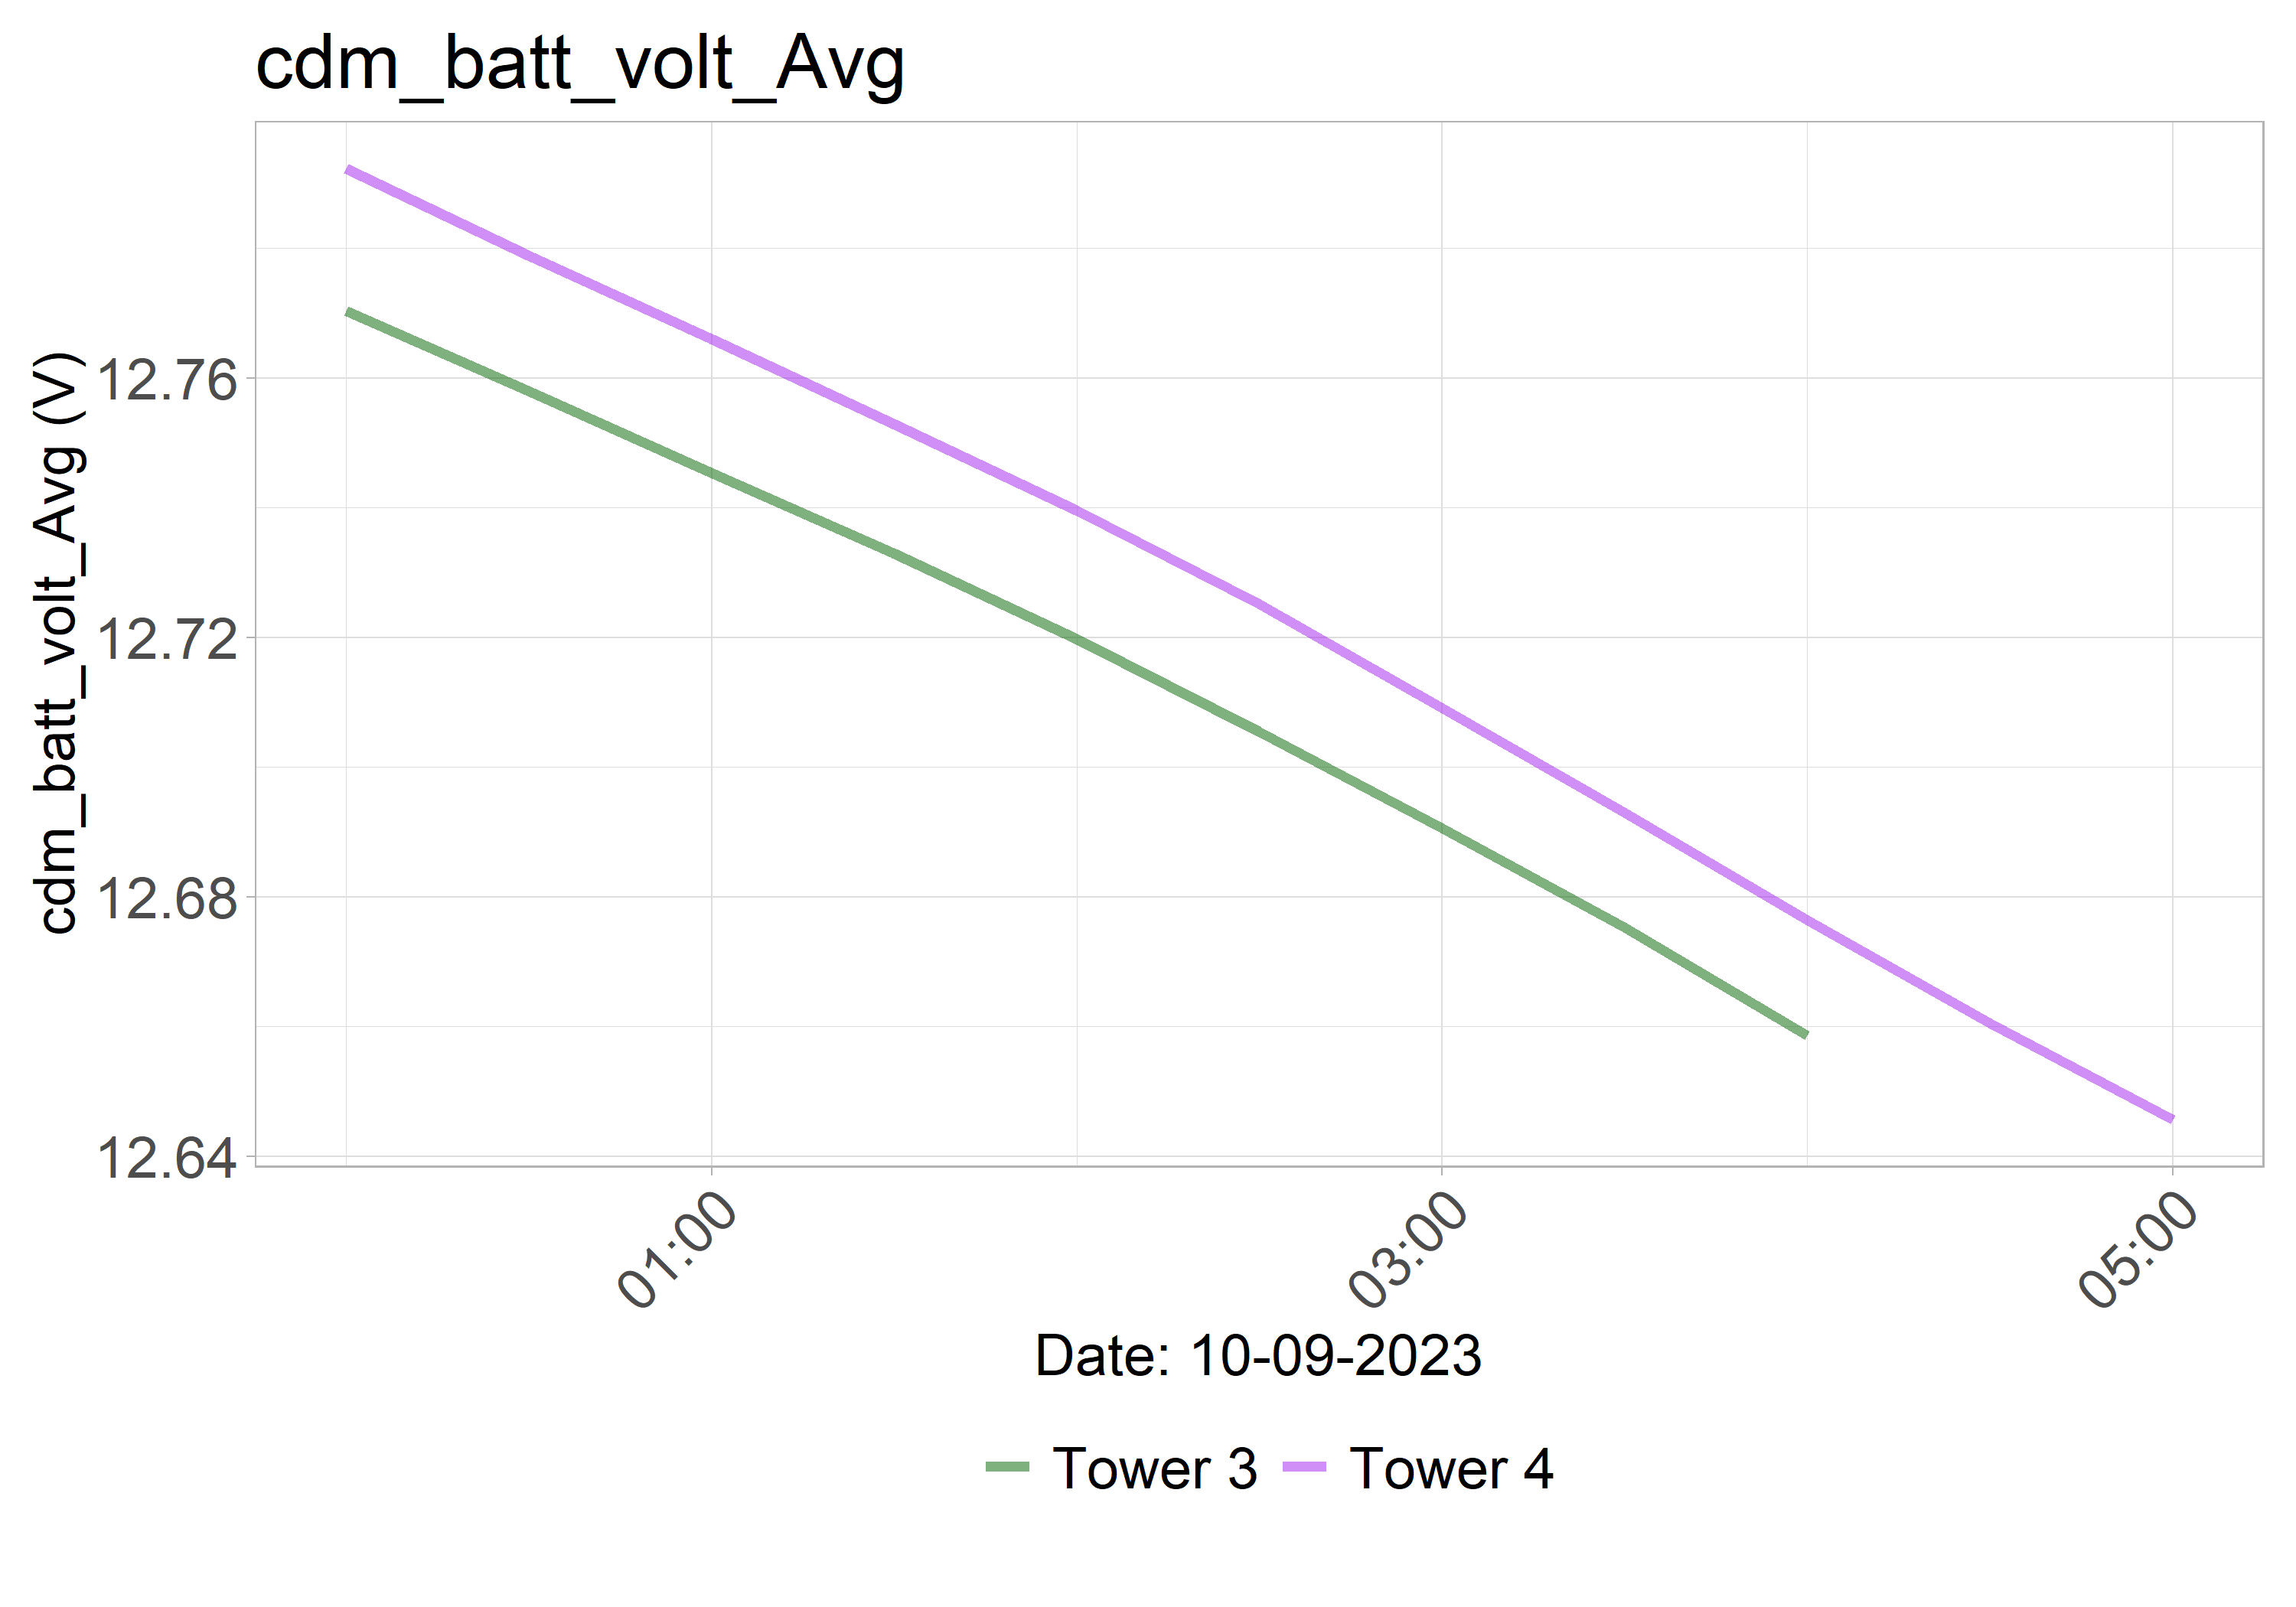 cdm_batt_volt_Avg
cdm_batt_volt_Avg (V)
12.76
12.72
12.68
12.64
01:00
03:00
05:00
Date: 10-09-2023
Tower 3
Tower 4